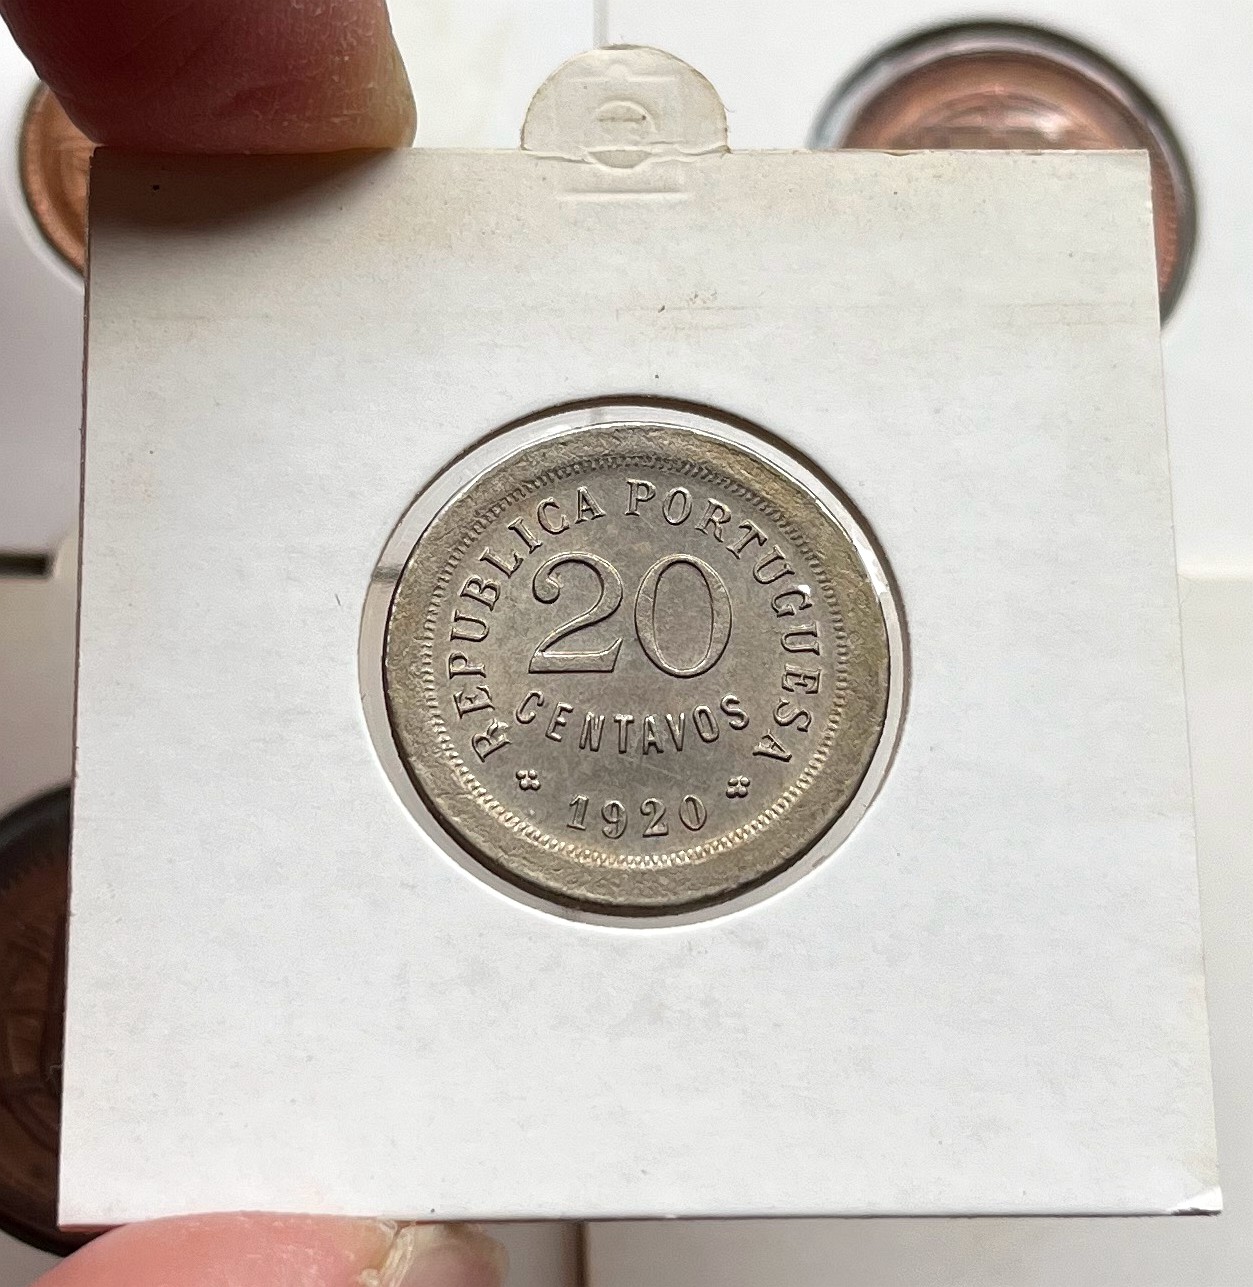 REPUBLICA PORTUGUESA
20
CENTAVOS
1920